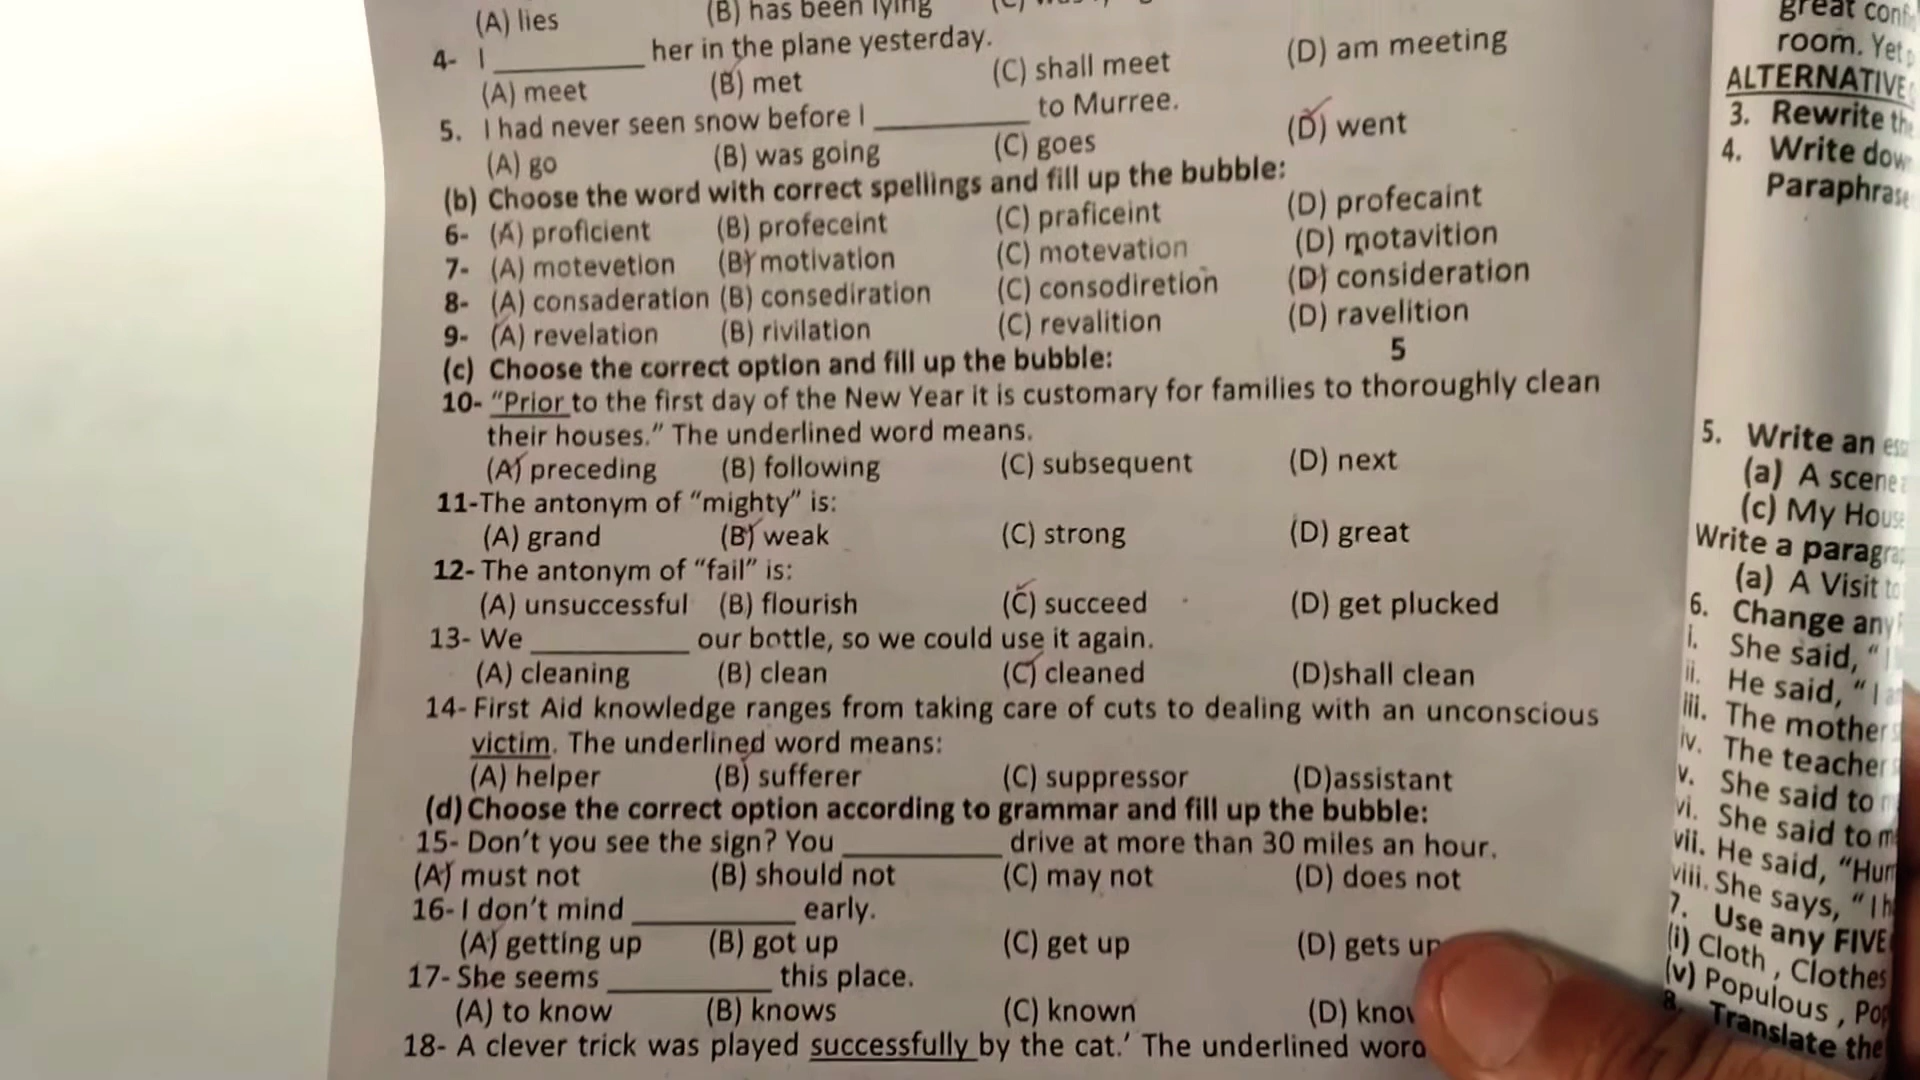 (A) lies (B) has been lying
4- I ________ her in the plane yesterday.
(A) meet (B) met (C) shall meet (D) am meeting
5. I had never seen snow before I ________ to Murree.
(A) go (B) was going (C) goes (D) went
(b) Choose the word with correct spellings and fill up the bubble:
6- (A) proficient (B) profeceint (C) praficeint (D) profecaint
7- (A) motevetion (B) motivation (C) motevation (D) motavition
8- (A) consaderation (B) consediration (C) consodiretion (D) consideration
9- (A) revelation (B) rivilation (C) revalition (D) ravelition
(c) Choose the correct option and fill up the bubble: 5
10- "Prior to the first day of the New Year it is customary for families to thoroughly clean
their houses." The underlined word means.
(A) preceding (B) following (C) subsequent (D) next
11-The antonym of "mighty" is:
(A) grand (B) weak (C) strong (D) great
12- The antonym of "fail" is:
(A) unsuccessful (B) flourish (C) succeed (D) get plucked
13- We ________ our bottle, so we could use it again.
(A) cleaning (B) clean (C) cleaned (D)shall clean
14- First Aid knowledge ranges from taking care of cuts to dealing with an unconscious
victim. The underlined word means:
(A) helper (B) sufferer (C) suppressor (D)assistant
(d) Choose the correct option according to grammar and fill up the bubble:
15- Don't you see the sign? You ________ drive at more than 30 miles an hour.
(A) must not (B) should not (C) may not (D) does not
16- I don't mind ________ early.
(A) getting up (B) got up (C) get up (D) gets up
17- She seems ________ this place.
(A) to know (B) knows (C) known (D)
18- A clever trick was played successfully by the cat.' The underlined word
great
room. Yet
ALTERNATIVE
3. Rewrite the
4. Write down
Paraphrase
5. Write an
(a) A scene
(c) My House
Write a
(a) A Visit to
6. Change any
i. She said, "I
ii. He said, "I
iii. The mother
iv. The teacher
v. She said to
vi. She said to
vii. He said,
viii. She says, "I
7. Use any FIVE
(i) Cloth , Clothes
(v) Populous ,
8. Translate the